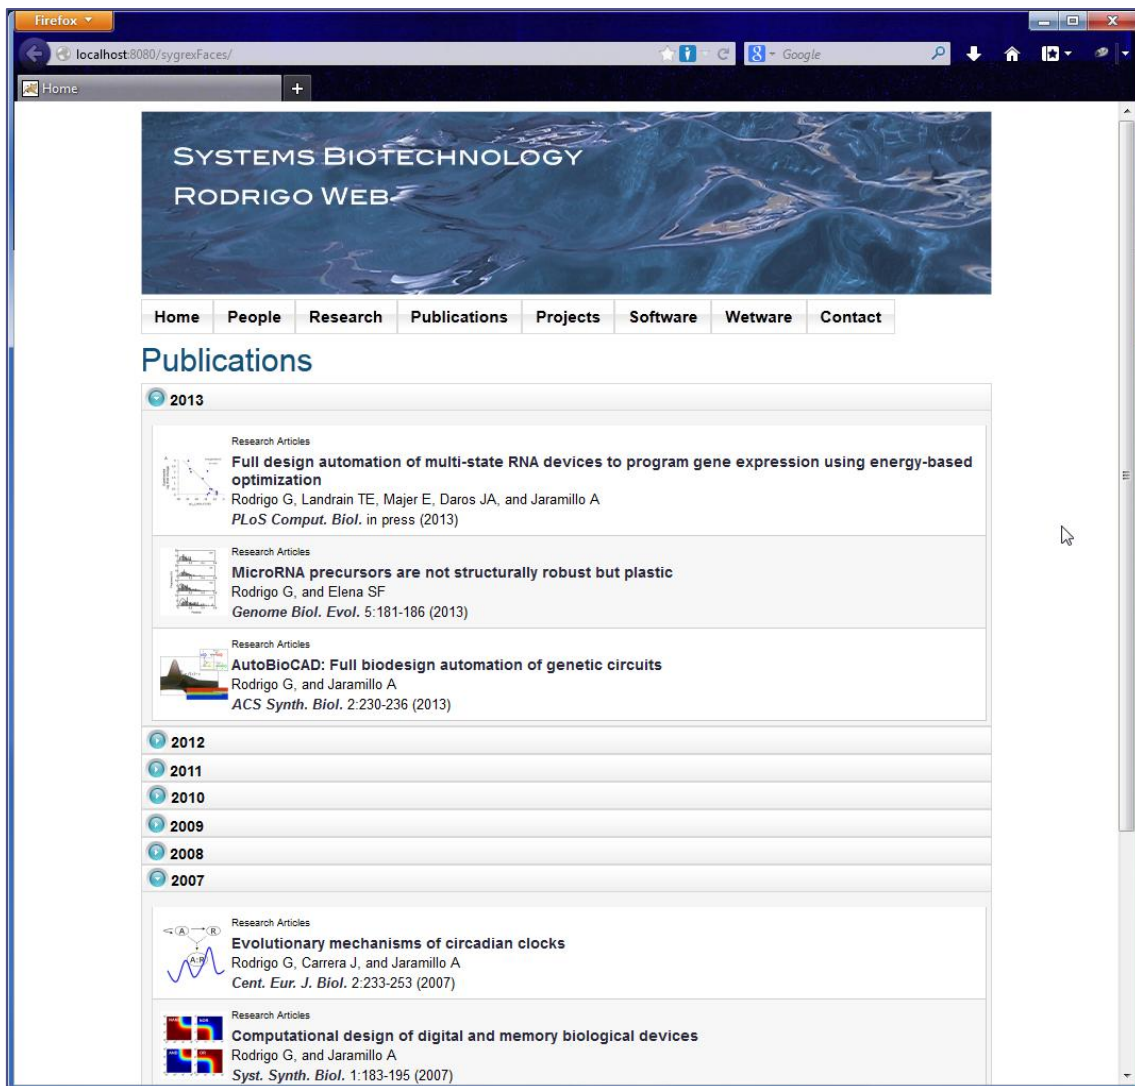 Firefox
localhost:8080/sygrexFaces/
Google
Home
SYSTEMS BIOTECHNOLOGY
RODRIGO WEB
Home People Research Publications Projects Software Wetware Contact
Publications
2013
Research Articles
Full design automation of multi-state RNA devices to program gene expression using energy-based
optimization
Rodrigo G, Landrain TE, Majer E, Daros JA, and Jaramillo A
PLoS Comput. Biol. in press (2013)
Research Articles
MicroRNA precursors are not structurally robust but plastic
Rodrigo G, and Elena SF
Genome Biol. Evol. 5:181-186 (2013)
Research Articles
AutoBioCAD: Full biodesign automation of genetic circuits
Rodrigo G, and Jaramillo A
ACS Synth. Biol. 2:230-236 (2013)
2012
2011
2010
2009
2008
2007
A R
A:R
Research Articles
Evolutionary mechanisms of circadian clocks
Rodrigo G, Carrera J, and Jaramillo A
Cent. Eur. J. Biol. 2:233-253 (2007)
Research Articles
Computational design of digital and memory biological devices
Rodrigo G, and Jaramillo A
Syst. Synth. Biol. 1:183-195 (2007)